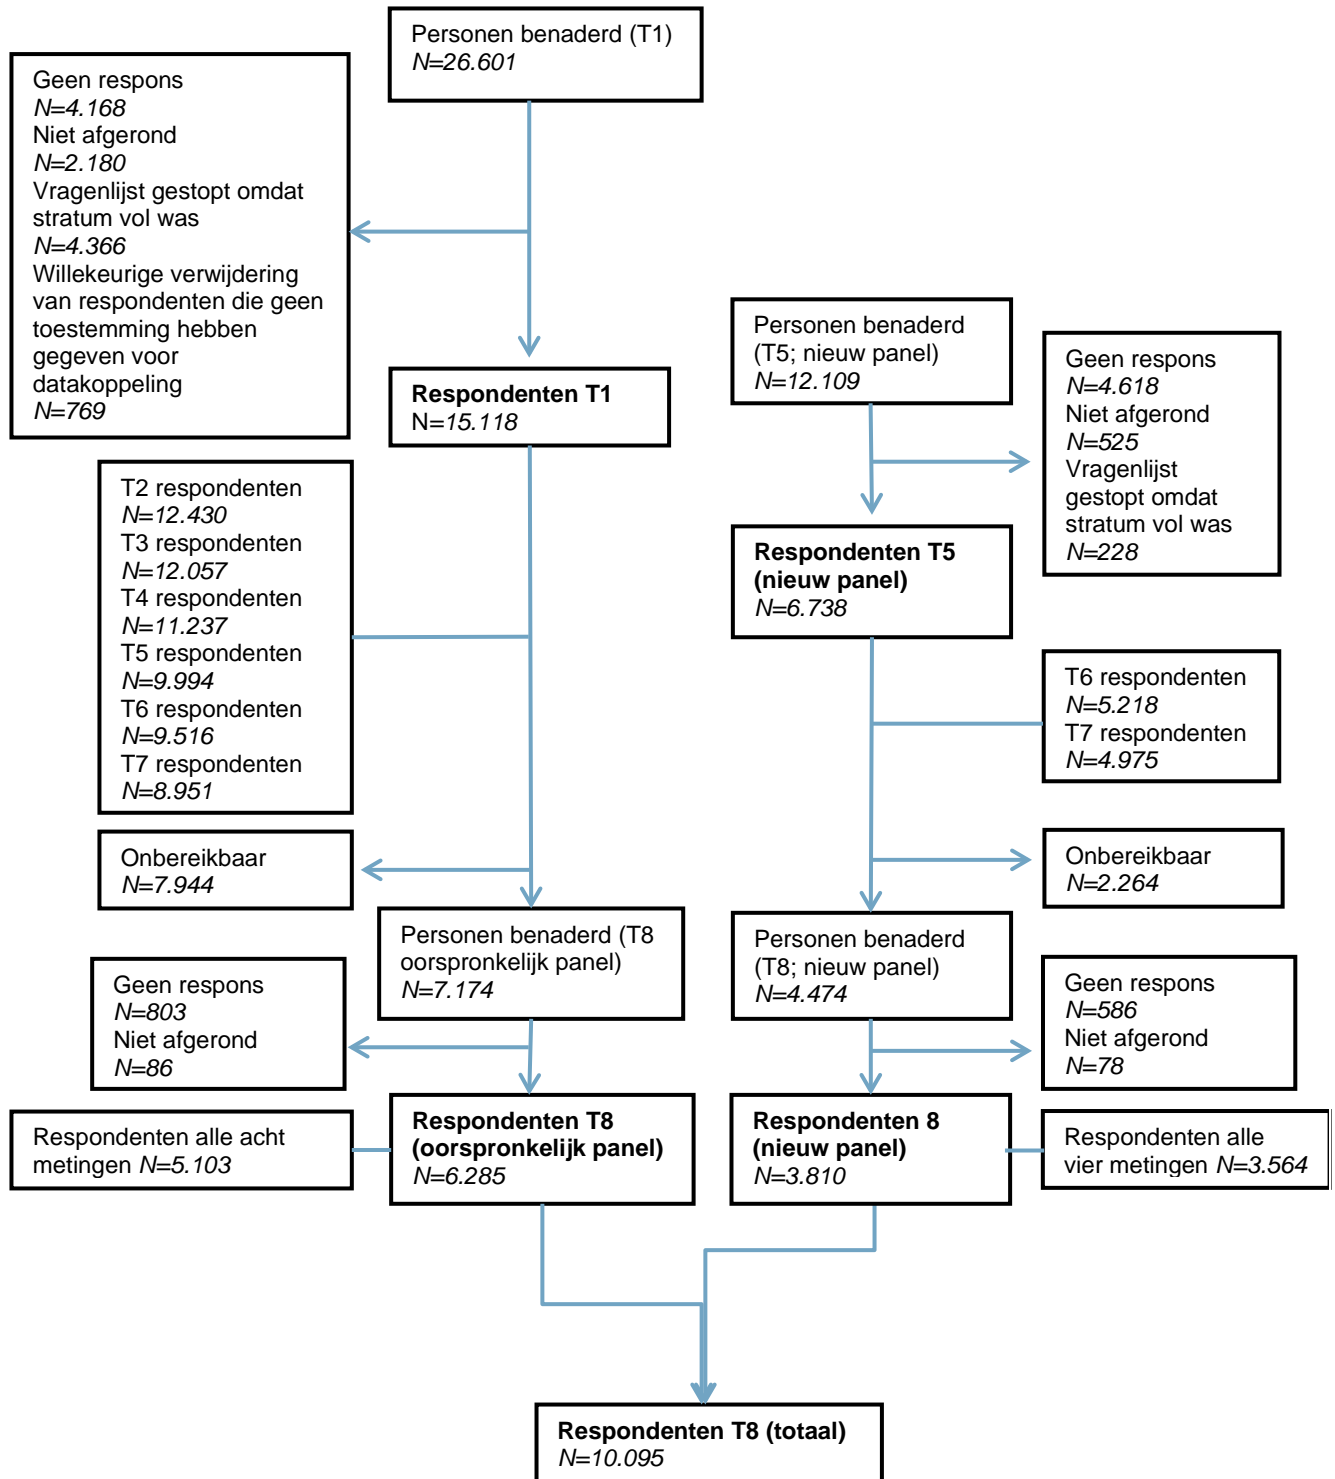 Personen benaderd (T1)
N=26.601
Geen respons
N=4.168
Niet afgerond
N=2.180
Vragenlijst gestopt omdat
stratum vol was
N=4.366
Willekeurige verwijdering
van respondenten die geen
toestemming hebben
gegeven voor
datakoppeling
N=769
Respondenten T1
N=15.118
Personen benaderd
(T5; nieuw panel)
N=12.109
Geen respons
N=4.618
Niet afgerond
N=525
Vragenlijst
gestopt omdat
stratum vol was
N=228
T2 respondenten
N=12.430
T3 respondenten
N=12.057
T4 respondenten
N=11.237
T5 respondenten
N=9.994
T6 respondenten
N=9.516
T7 respondenten
N=8.951
Respondenten T5
(nieuw panel)
N=6.738
T6 respondenten
N=5.218
T7 respondenten
N=4.975
Onbereikbaar
N=7.944
Onbereikbaar
N=2.264
Personen benaderd (T8
oorspronkelijk panel)
N=7.174
Personen benaderd
(T8; nieuw panel)
N=4.474
Geen respons
N=803
Niet afgerond
N=86
Geen respons
N=586
Niet afgerond
N=78
Respondenten alle acht
metingen N=5.103
Respondenten T8
(oorspronkelijk panel)
N=6.285
Respondenten 8
(nieuw panel)
N=3.810
Respondenten alle
vier metingen N=3.564
Respondenten T8 (totaal)
N=10.095